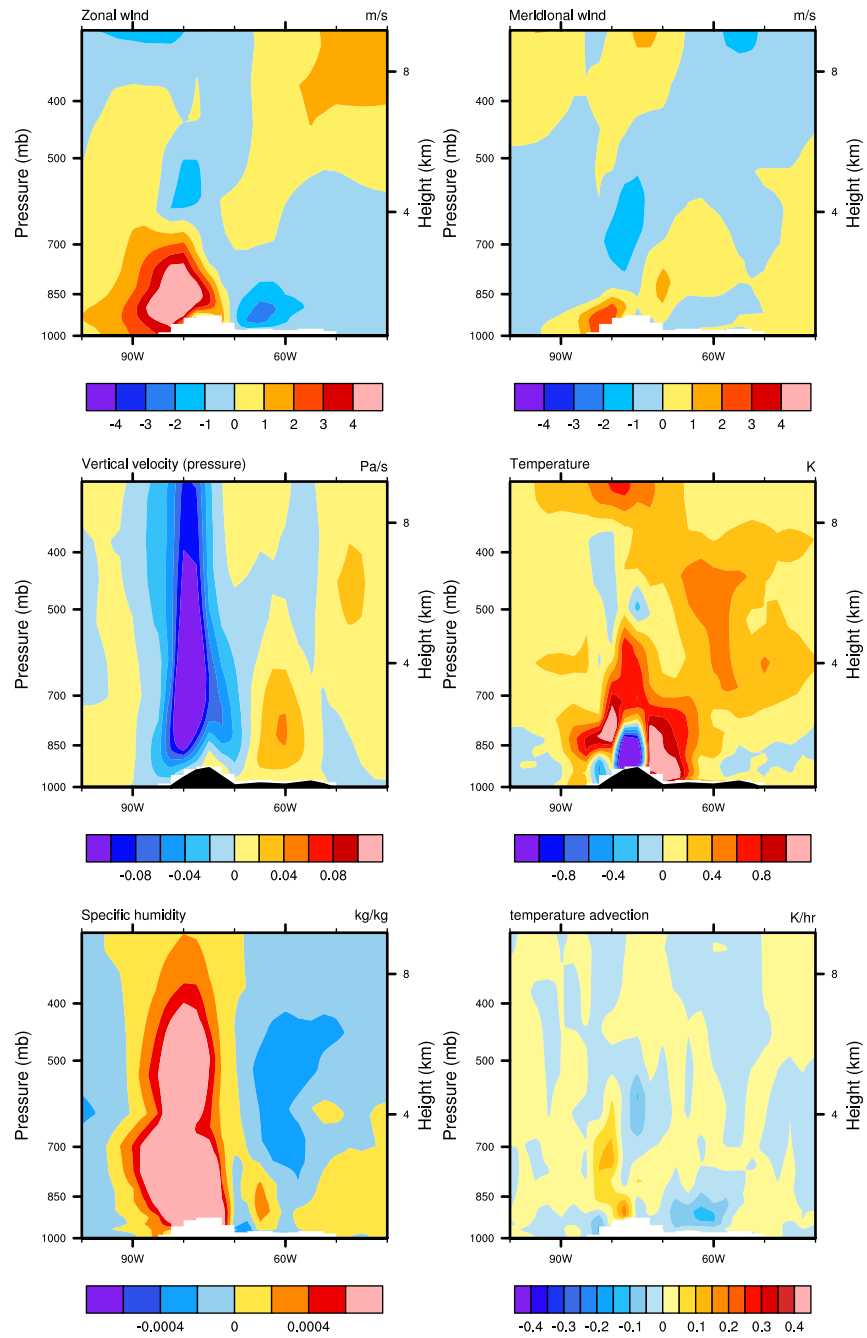 Zonal wind m/s
Pressure (mb)
400
500
700
850
1000
8
4
Height (km)
90W 60W
-4 -3 -2 -1 0 1 2 3 4
Meridional wind m/s
Pressure (mb)
400
500
700
850
1000
8
4
Height (km)
90W 60W
-4 -3 -2 -1 0 1 2 3 4
Vertical velocity (pressure) Pa/s
Pressure (mb)
400
500
700
850
1000
8
4
Height (km)
90W 60W
-0.08 -0.04 0 0.04 0.08
Temperature K
Pressure (mb)
400
500
700
850
1000
8
4
Height (km)
90W 60W
-0.8 -0.4 0 0.4 0.8
Specific humidity kg/kg
Pressure (mb)
400
500
700
850
1000
8
4
Height (km)
90W 60W
-0.0004 0 0.0004
temperature advection K/hr
Pressure (mb)
400
500
700
850
1000
8
4
Height (km)
90W 60W
-0.4 -0.3 -0.2 -0.1 0 0.1 0.2 0.3 0.4